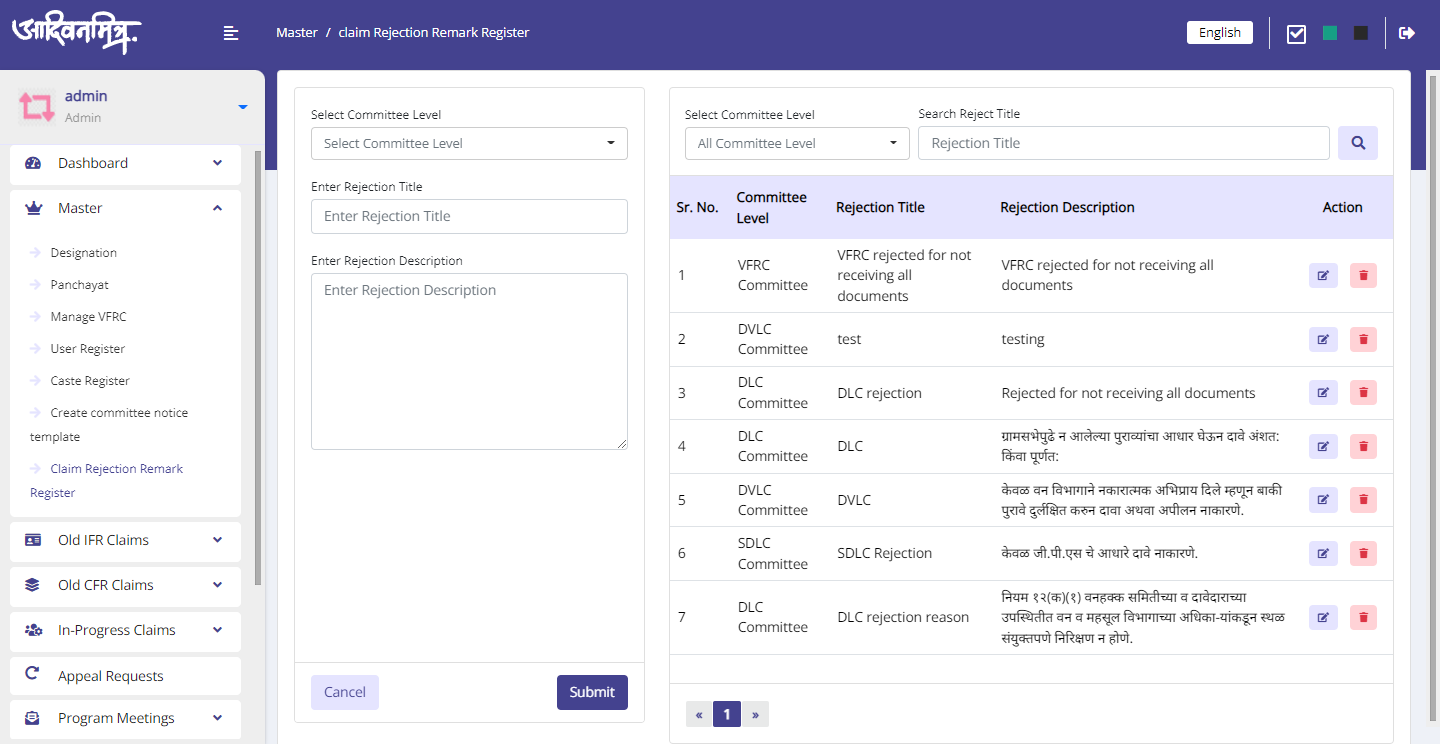 आदिवनमित्र.
Master / claim Rejection Remark Register
English
admin
Admin
Dashboard
Master
Designation
Panchayat
Manage VFRC
User Register
Caste Register
Create committee notice
template
Claim Rejection Remark
Register
Old IFR Claims
Old CFR Claims
In-Progress Claims
Appeal Requests
Program Meetings
Select Committee Level
Select Committee Level
Enter Rejection Title
Enter Rejection Title
Enter Rejection Description
Enter Rejection Description
Cancel
Submit
Select Committee Level
All Committee Level
Search Reject Title
Rejection Title
Sr. No.
Committee
Level
Rejection Title
Rejection Description
Action
1
VFRC
Committee
VFRC rejected for not
receiving all
documents
VFRC rejected for not receiving all
documents
2
DVLC
Committee
test
testing
3
DLC
Committee
DLC rejection
Rejected for not receiving all documents
4
DLC
Committee
DLC
ग्रामसभेपुढे न आलेल्या पुराव्यांचा आधार घेऊन दावे अंशत:
किंवा पूर्णत:
5
DVLC
Committee
DVLC
केवळ वन विभागाने नकारात्मक अभिप्राय दिले म्हणून बाकी
पुरावे दुर्लक्षित करुन दावा अथवा अपीलन नाकारणे.
6
SDLC
Committee
SDLC Rejection
केवळ जी.पी.एस चे आधारे दावे नाकारणे.
7
DLC
Committee
DLC rejection reason
नियम १२(क)(१) वनहक्क समितीच्या व दावेदाराच्या
उपस्थितीत वन व महसूल विभागाच्या अधिका-यांकडून स्थळ
संयुक्तपणे निरिक्षण न होणे.
« 1 »